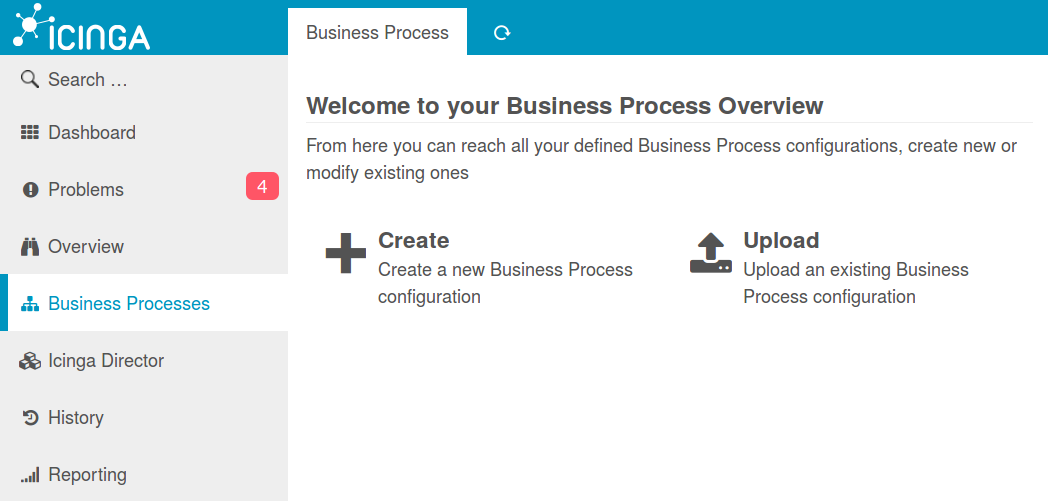 ICINGA
Business Process
Search …
Dashboard
Problems 4
Overview
Business Processes
Icinga Director
History
Reporting
Welcome to your Business Process Overview
From here you can reach all your defined Business Process configurations, create new or
modify existing ones
Create
Create a new Business Process
configuration
Upload
Upload an existing Business
Process configuration